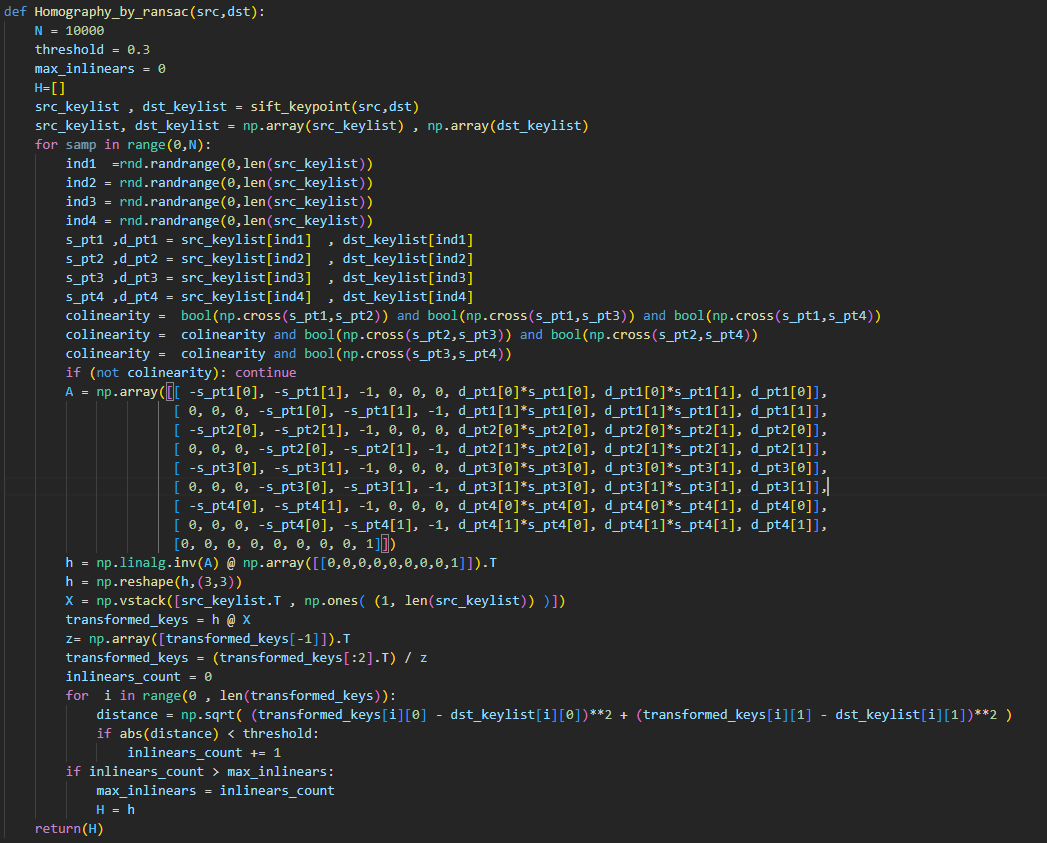 def Homography_by_ransac(src,dst):
    N = 10000
    threshold = 0.3
    max_inlinears = 0
    H=[]
    src_keylist , dst_keylist = sift_keypoint(src,dst)
    src_keylist, dst_keylist = np.array(src_keylist) , np.array(dst_keylist)
    for samp in range(0,N):
        ind1  =rnd.randrange(0,len(src_keylist))
        ind2 = rnd.randrange(0,len(src_keylist))
        ind3 = rnd.randrange(0,len(src_keylist))
        ind4 = rnd.randrange(0,len(src_keylist))
        s_pt1 ,d_pt1 = src_keylist[ind1]  , dst_keylist[ind1]
        s_pt2 ,d_pt2 = src_keylist[ind2]  , dst_keylist[ind2]
        s_pt3 ,d_pt3 = src_keylist[ind3]  , dst_keylist[ind3]
        s_pt4 ,d_pt4 = src_keylist[ind4]  , dst_keylist[ind4]
        colinearity =  bool(np.cross(s_pt1,s_pt2)) and bool(np.cross(s_pt1,s_pt3)) and bool(np.cross(s_pt1,s_pt4))
        colinearity =  colinearity and bool(np.cross(s_pt2,s_pt3)) and bool(np.cross(s_pt2,s_pt4))
        colinearity =  colinearity and bool(np.cross(s_pt3,s_pt4))
        if (not colinearity): continue
        A = np.array([[ -s_pt1[0], -s_pt1[1], -1, 0, 0, 0, d_pt1[0]*s_pt1[0], d_pt1[0]*s_pt1[1], d_pt1[0]],
                      [ 0, 0, 0, -s_pt1[0], -s_pt1[1], -1, d_pt1[1]*s_pt1[0], d_pt1[1]*s_pt1[1], d_pt1[1]],
                      [ -s_pt2[0], -s_pt2[1], -1, 0, 0, 0, d_pt2[0]*s_pt2[0], d_pt2[0]*s_pt2[1], d_pt2[0]],
                      [ 0, 0, 0, -s_pt2[0], -s_pt2[1], -1, d_pt2[1]*s_pt2[0], d_pt2[1]*s_pt2[1], d_pt2[1]],
                      [ -s_pt3[0], -s_pt3[1], -1, 0, 0, 0, d_pt3[0]*s_pt3[0], d_pt3[0]*s_pt3[1], d_pt3[0]],
                      [ 0, 0, 0, -s_pt3[0], -s_pt3[1], -1, d_pt3[1]*s_pt3[0], d_pt3[1]*s_pt3[1], d_pt3[1]],
                      [ -s_pt4[0], -s_pt4[1], -1, 0, 0, 0, d_pt4[0]*s_pt4[0], d_pt4[0]*s_pt4[1], d_pt4[0]],
                      [ 0, 0, 0, -s_pt4[0], -s_pt4[1], -1, d_pt4[1]*s_pt4[0], d_pt4[1]*s_pt4[1], d_pt4[1]],
                      [0, 0, 0, 0, 0, 0, 0, 0, 1]])
        h = np.linalg.inv(A) @ np.array([[0,0,0,0,0,0,0,0,1]]).T
        h = np.reshape(h,(3,3))
        X = np.vstack([src_keylist.T , np.ones( (1, len(src_keylist)) )])
        transformed_keys = h @ X
        z= np.array([transformed_keys[-1]]).T
        transformed_keys = (transformed_keys[:2].T) / z
        inlinears_count = 0
        for  i in range(0 , len(transformed_keys)):
            distance = np.sqrt( (transformed_keys[i][0] - dst_keylist[i][0])**2 + (transformed_keys[i][1] - dst_keylist[i][1])**2 )
            if abs(distance) < threshold:
                inlinears_count += 1
        if inlinears_count > max_inlinears:
            max_inlinears = inlinears_count
            H = h
    return(H)